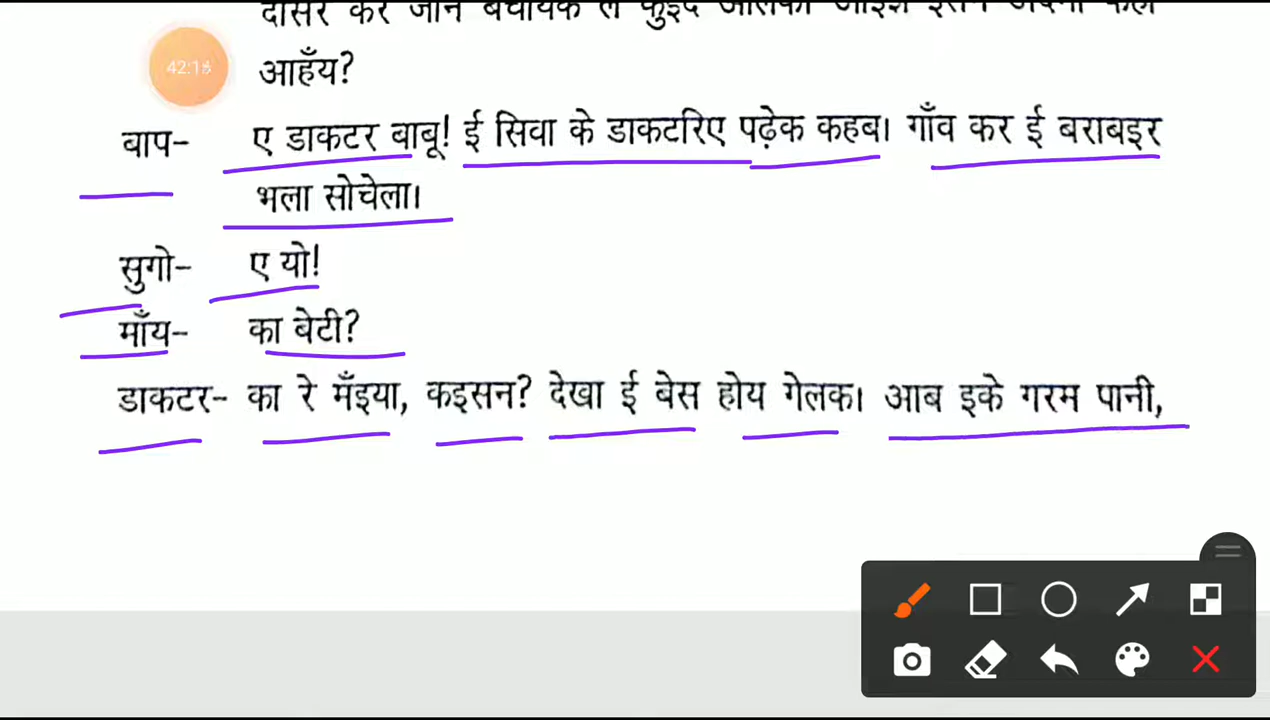 आहँय?
बाप- ए डाकटर बाबू! ई सिवा के डाकटरिए पढ़ेक कहब। गाँव कर ई बराबइर
भला सोचेला।
सुगो- ए यो!
माँय- का बेटी?
डाकटर- का रे मँइया, कइसन? देखा ई बेस होय गेलक। आब इके गरम पानी,